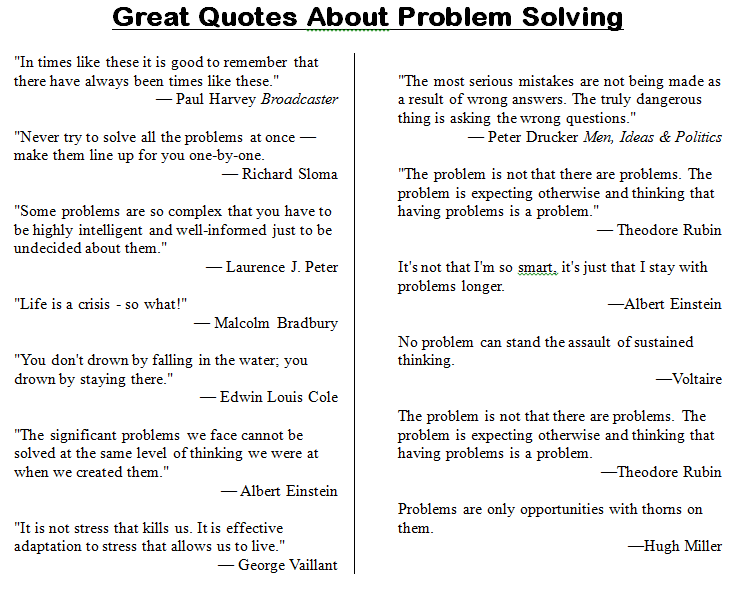 Great Quotes About Problem Solving
"In times like these it is good to remember that
there have always been times like these."
— Paul Harvey Broadcaster
"Never try to solve all the problems at once —
make them line up for you one-by-one.
— Richard Sloma
"Some problems are so complex that you have to
be highly intelligent and well-informed just to be
undecided about them."
— Laurence J. Peter
"Life is a crisis - so what!"
— Malcolm Bradbury
"You don't drown by falling in the water; you
drown by staying there."
— Edwin Louis Cole
"The significant problems we face cannot be
solved at the same level of thinking we were at
when we created them."
— Albert Einstein
"It is not stress that kills us. It is effective
adaptation to stress that allows us to live."
— George Vaillant
"The most serious mistakes are not being made as
a result of wrong answers. The truly dangerous
thing is asking the wrong questions."
— Peter Drucker Men, Ideas & Politics
"The problem is not that there are problems. The
problem is expecting otherwise and thinking that
having problems is a problem."
— Theodore Rubin
It's not that I'm so smart, it's just that I stay with
problems longer.
—Albert Einstein
No problem can stand the assault of sustained
thinking.
—Voltaire
The problem is not that there are problems. The
problem is expecting otherwise and thinking that
having problems is a problem.
—Theodore Rubin
Problems are only opportunities with thorns on
them.
—Hugh Miller